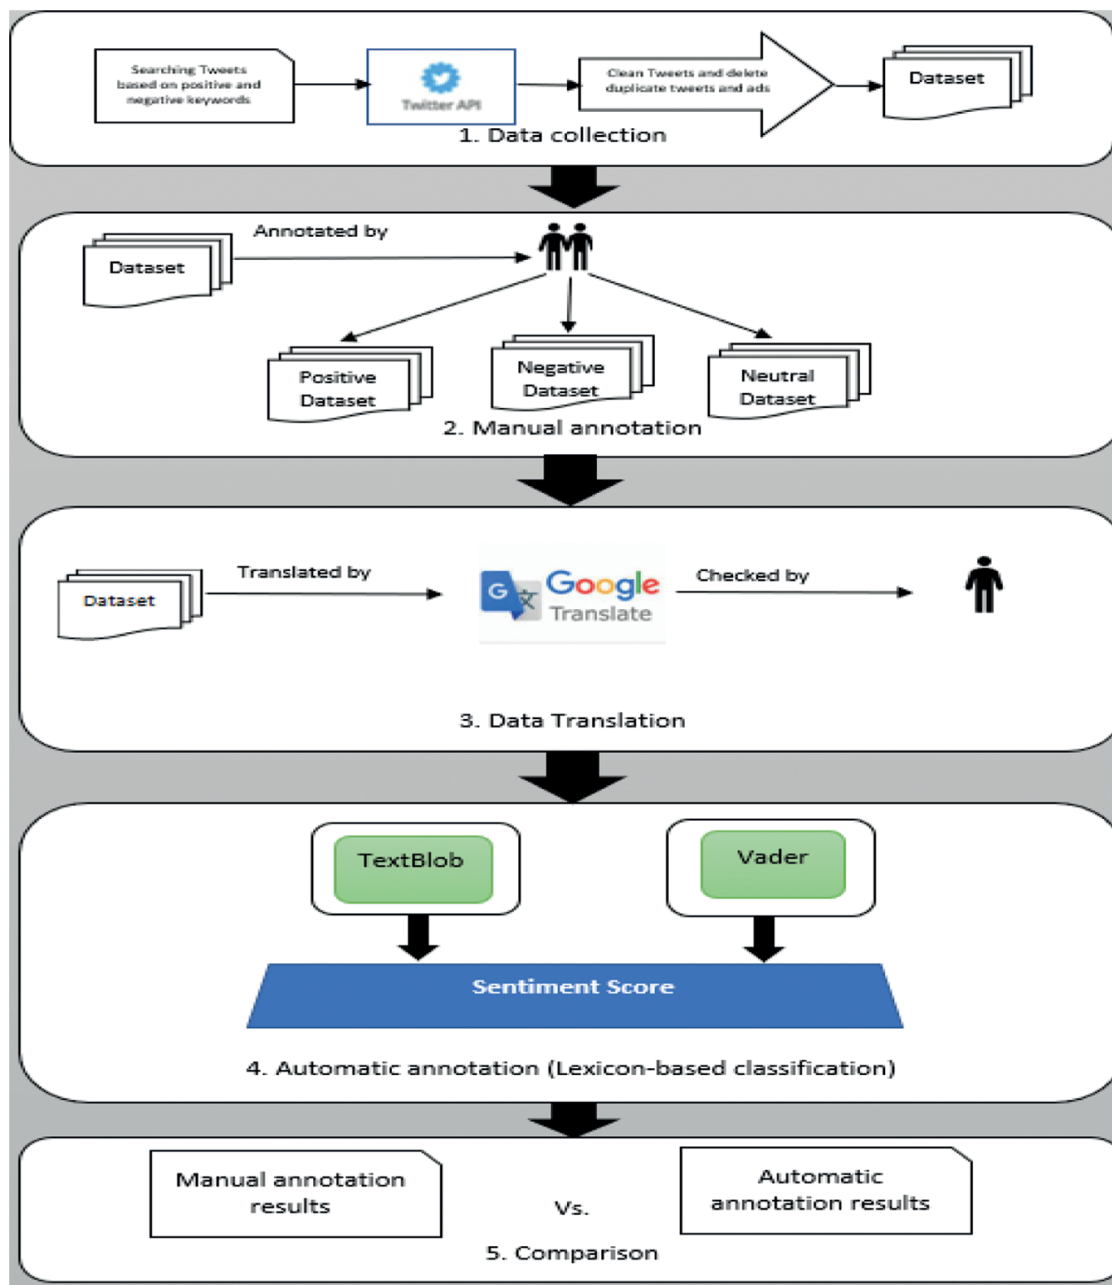 Searching Tweets
based on positive and
negative keywords
Twitter API
Clean Tweets and delete
duplicate tweets and ads
Dataset
1. Data collection
Annotated by
Dataset
Positive
Dataset
Negative
Dataset
Neutral
Dataset
2. Manual annotation
Dataset
Translated by
G 文
Google
Translate
Checked by
3. Data Translation
TextBlob
Vader
Sentiment Score
4. Automatic annotation (Lexicon-based classification)
Manual annotation
results
Vs.
Automatic
annotation results
5. Comparison